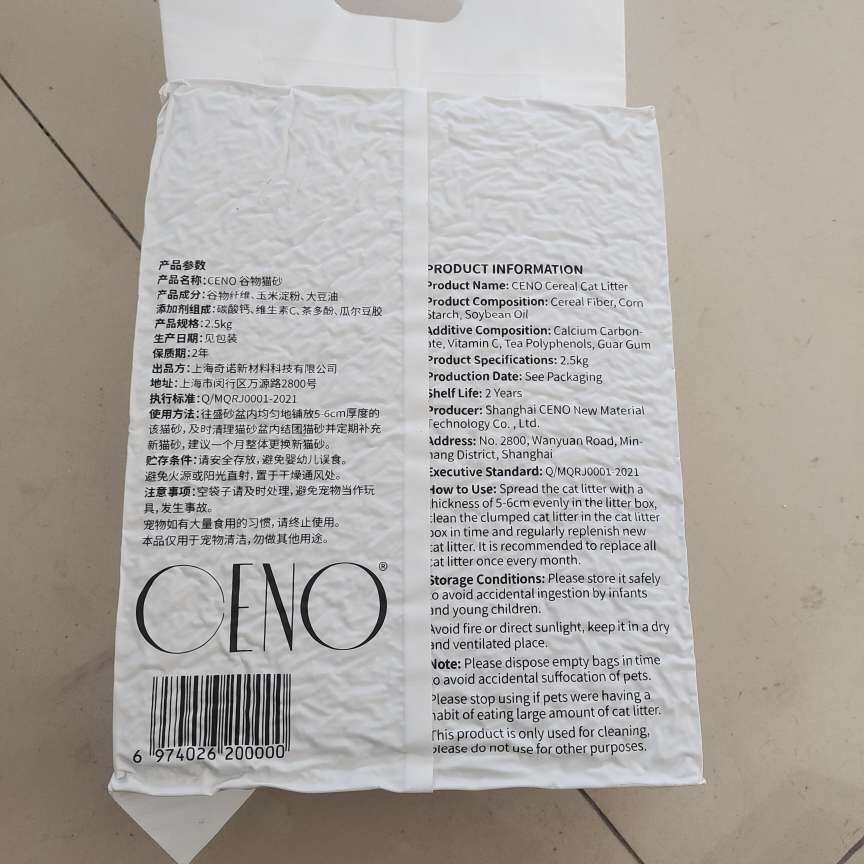 产品参数
产品名称:CENO 谷物猫砂
产品成分:谷物纤维、玉米淀粉、大豆油
添加剂组成:碳酸钙、维生素C、茶多酚、瓜尔豆胶
产品规格:2.5kg
生产日期:见包装
保质期:2年
出品方:上海奇诺新材料科技有限公司
地址:上海市闵行区万源路2800号
执行标准:Q/MQRJ0001-2021
使用方法:往盛砂盆内均匀地铺放5-6cm厚度的
该猫砂,及时清理猫砂盆内结团猫砂并定期补充
新猫砂,建议一个月整体更换新猫砂。
贮存条件:请安全存放,避免婴幼儿误食。
避免火源或阳光直射,置于干燥通风处。
注意事项:空袋子请及时处理,避免宠物当作玩
具,发生事故。
宠物如有大量食用的习惯,请终止使用。
本品仅用于宠物清洁,勿做其他用途。
CENO®
6 974026 200000
PRODUCT INFORMATION
Product Name: CENO Cereal Cat Litter
Product Composition: Cereal Fiber, Corn
Starch, Soybean Oil
Additive Composition: Calcium Carbon-
ate, Vitamin C, Tea Polyphenols, Guar Gum
Product Specifications: 2.5kg
Production Date: See Packaging
Shelf Life: 2 Years
Producer: Shanghai CENO New Material
Technology Co. , Ltd.
Address: No. 2800, Wanyuan Road, Min-
hang District, Shanghai
Executive Standard: Q/MQRJ0001-2021
How to Use: Spread the cat litter with a
thickness of 5-6cm evenly in the litter box,
clean the clumped cat litter in the cat litter
box in time and regularly replenish new
cat litter. It is recommended to replace all
cat litter once every month.
Storage Conditions: Please store it safely
to avoid accidental ingestion by infants
and young children.
Avoid fire or direct sunlight, keep it in a dry
and ventilated place.
Note: Please dispose empty bags in time
to avoid accidental suffocation of pets.
Please stop using if pets were having a
habit of eating large amount of cat litter.
This product is only used for cleaning,
please do not use for other purposes.